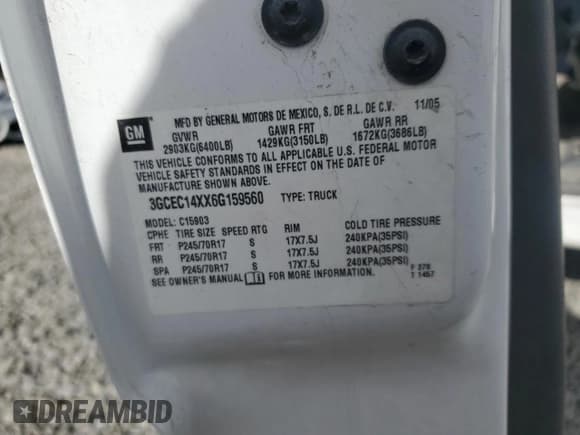 GM
MFD BY GENERAL MOTORS DE MEXICO, S. DE R.L. DE C.V. 11/05
GVWR GAWR FRT GAWR RR
2903KG(6400LB) 1429KG(3150LB) 1672KG(3686LB)
THIS VEHICLE CONFORMS TO ALL APPLICABLE U.S. FEDERAL MOTOR
VEHICLE SAFETY STANDARDS IN EFFECT ON THE DATE OF
MANUFACTURE SHOWN ABOVE.
3GCEC14XX6G159560 TYPE: TRUCK
MODEL: C15903
CPHE TIRE SIZE SPEED RTG RIM COLD TIRE PRESSURE
FRT P245/70R17 S 17X7.5J 240KPA(35PSI)
RR P245/70R17 S 17X7.5J 240KPA(35PSI)
SPA P245/70R17 S 17X7.5J 240KPA(35PSI)
SEE OWNER'S MANUAL FOR MORE INFORMATION.
F 378
T 1457
DREAMBID